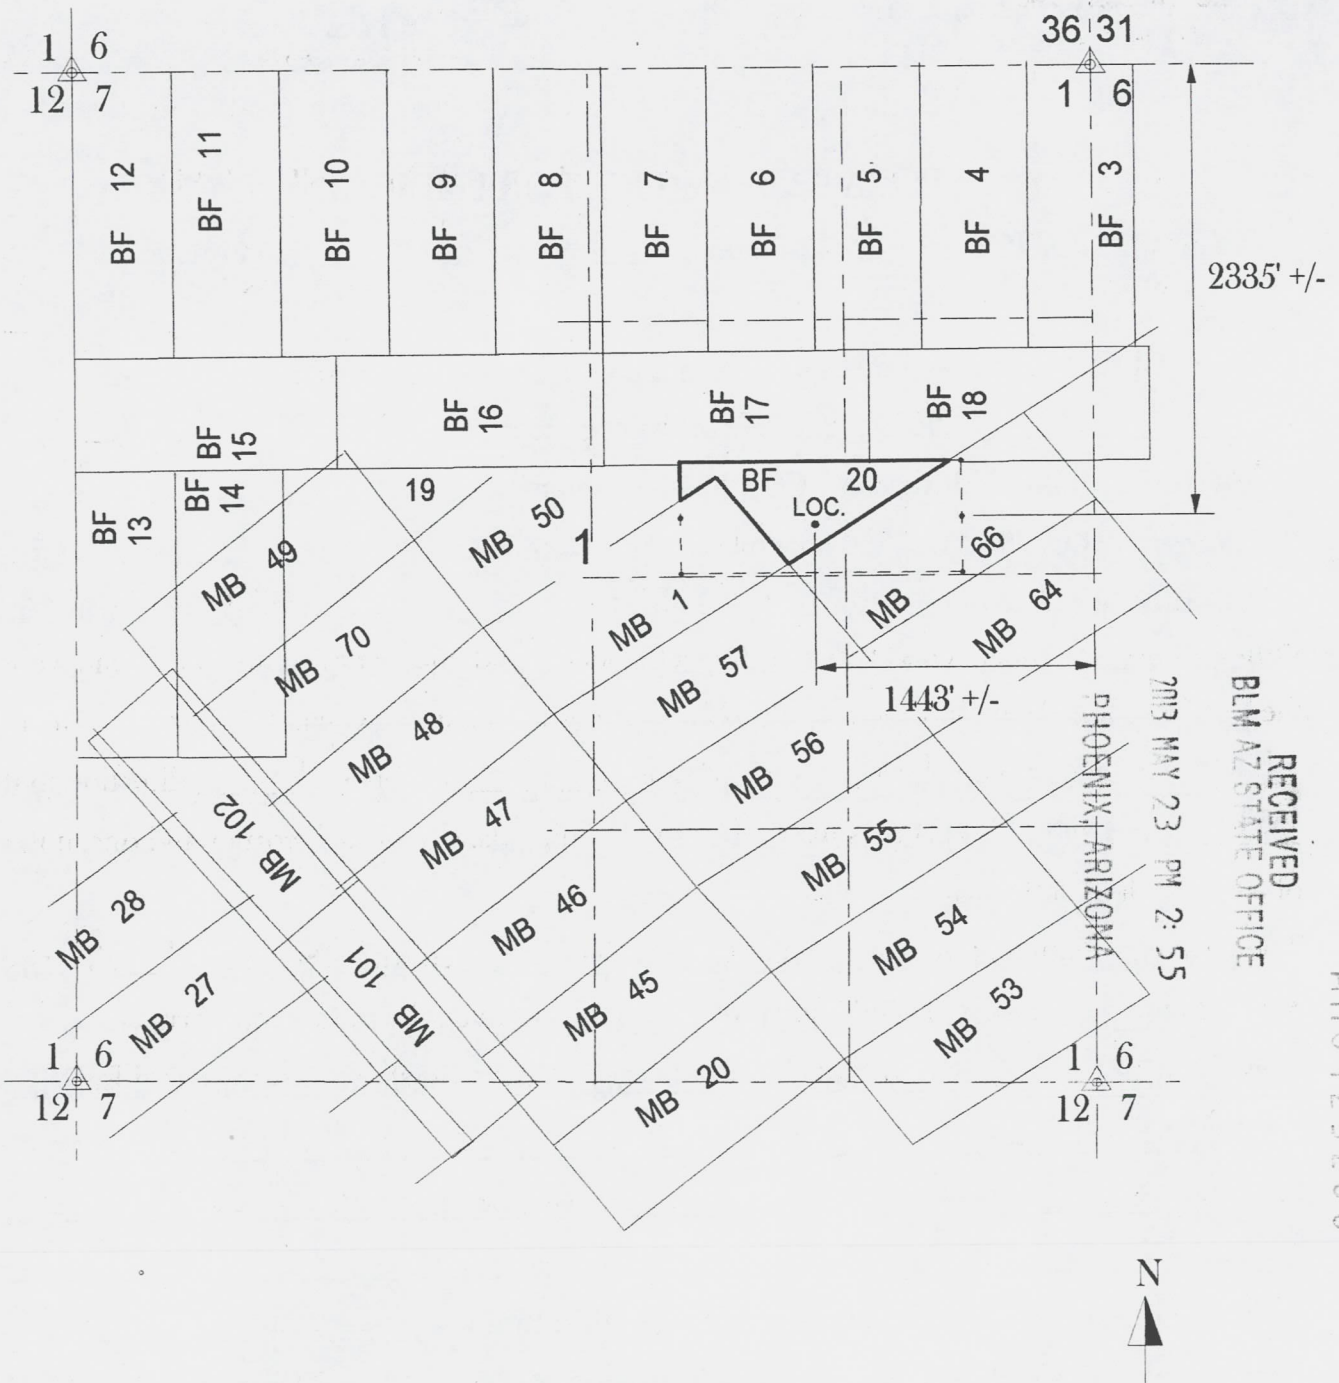 36 31
1 6
12 7
1 6
BF 12
BF 11
BF 10
BF 9
BF 8
BF 7
BF 6
BF 5
BF 4
BF 3
2335' +/-
BF 15
BF 16
BF 17
BF 18
BF 13
BF 14
19
BF 20
LOC.
1
MB 49
MB 50
MB 66
MB 1
MB 64
MB 70
MB 57
1443' +/-
MB 48
MB 56
MB 102
MB 47
MB 55
MB 28
MB 46
MB 54
MB 27
MB 101
MB 45
MB 53
MB 20
1 6
12 7
1 6
12 7
RECEIVED
BLM AZ STATE OFFICE
2013 MAY 23 PM 2:55
PHOENIX, ARIZONA
N